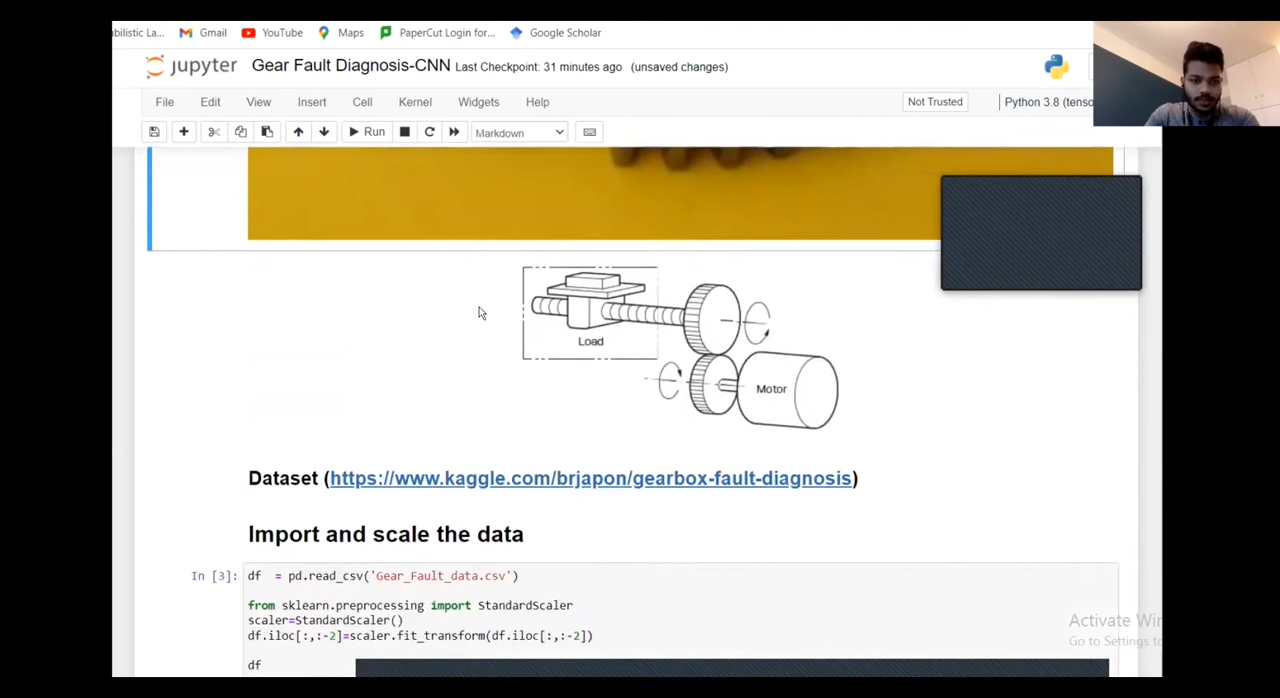 abilistic La... Gmail YouTube Maps PaperCut Login for... Google Scholar
jupyter Gear Fault Diagnosis-CNN Last Checkpoint: 31 minutes ago (unsaved changes)
File Edit View Insert Cell Kernel Widgets Help Not Trusted Python 3.8 (tenso
Run Markdown
Load
Motor
Dataset (https://www.kaggle.com/brjapon/gearbox-fault-diagnosis)
Import and scale the data
In [3]: df = pd.read_csv('Gear_Fault_data.csv')
from sklearn.preprocessing import StandardScaler
scaler=StandardScaler()
df.iloc[:,:-2]=scaler.fit_transform(df.iloc[:,:-2])
df
Activate Wi
Go to Settings to